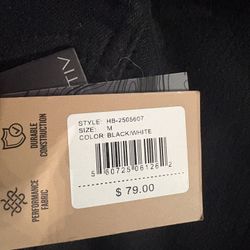 STYLE: HB-2505607
SIZE: M
COLOR: BLACK/WHITE
5 60725 06126 2
$ 79.00
DURABLE
CONSTRUCTION
PERFORMANCE
FABRIC